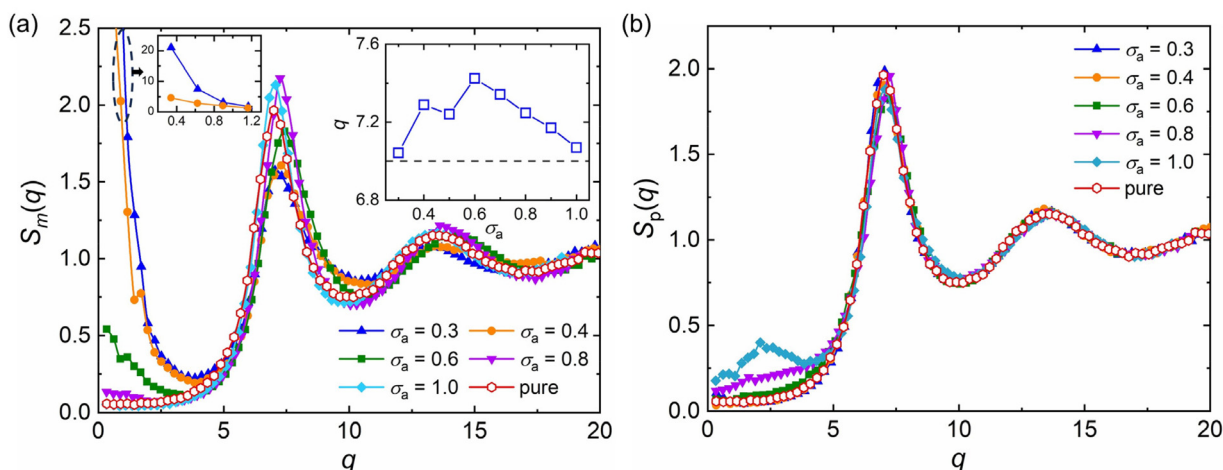 (a)
2.5
2.0
1.5
1.0
0.5
0.0
S_m(q)
20
10
0
0.4 0.8 1.2
7.6
7.2
6.8
q
0.4 0.6 0.8 1.0
σ_a
σ_a = 0.3 σ_a = 0.4
σ_a = 0.6 σ_a = 0.8
σ_a = 1.0 pure
0 5 10 15 20
q
(b)
2.0
1.5
1.0
0.5
0.0
S_p(q)
σ_a = 0.3
σ_a = 0.4
σ_a = 0.6
σ_a = 0.8
σ_a = 1.0
pure
0 5 10 15 20
q